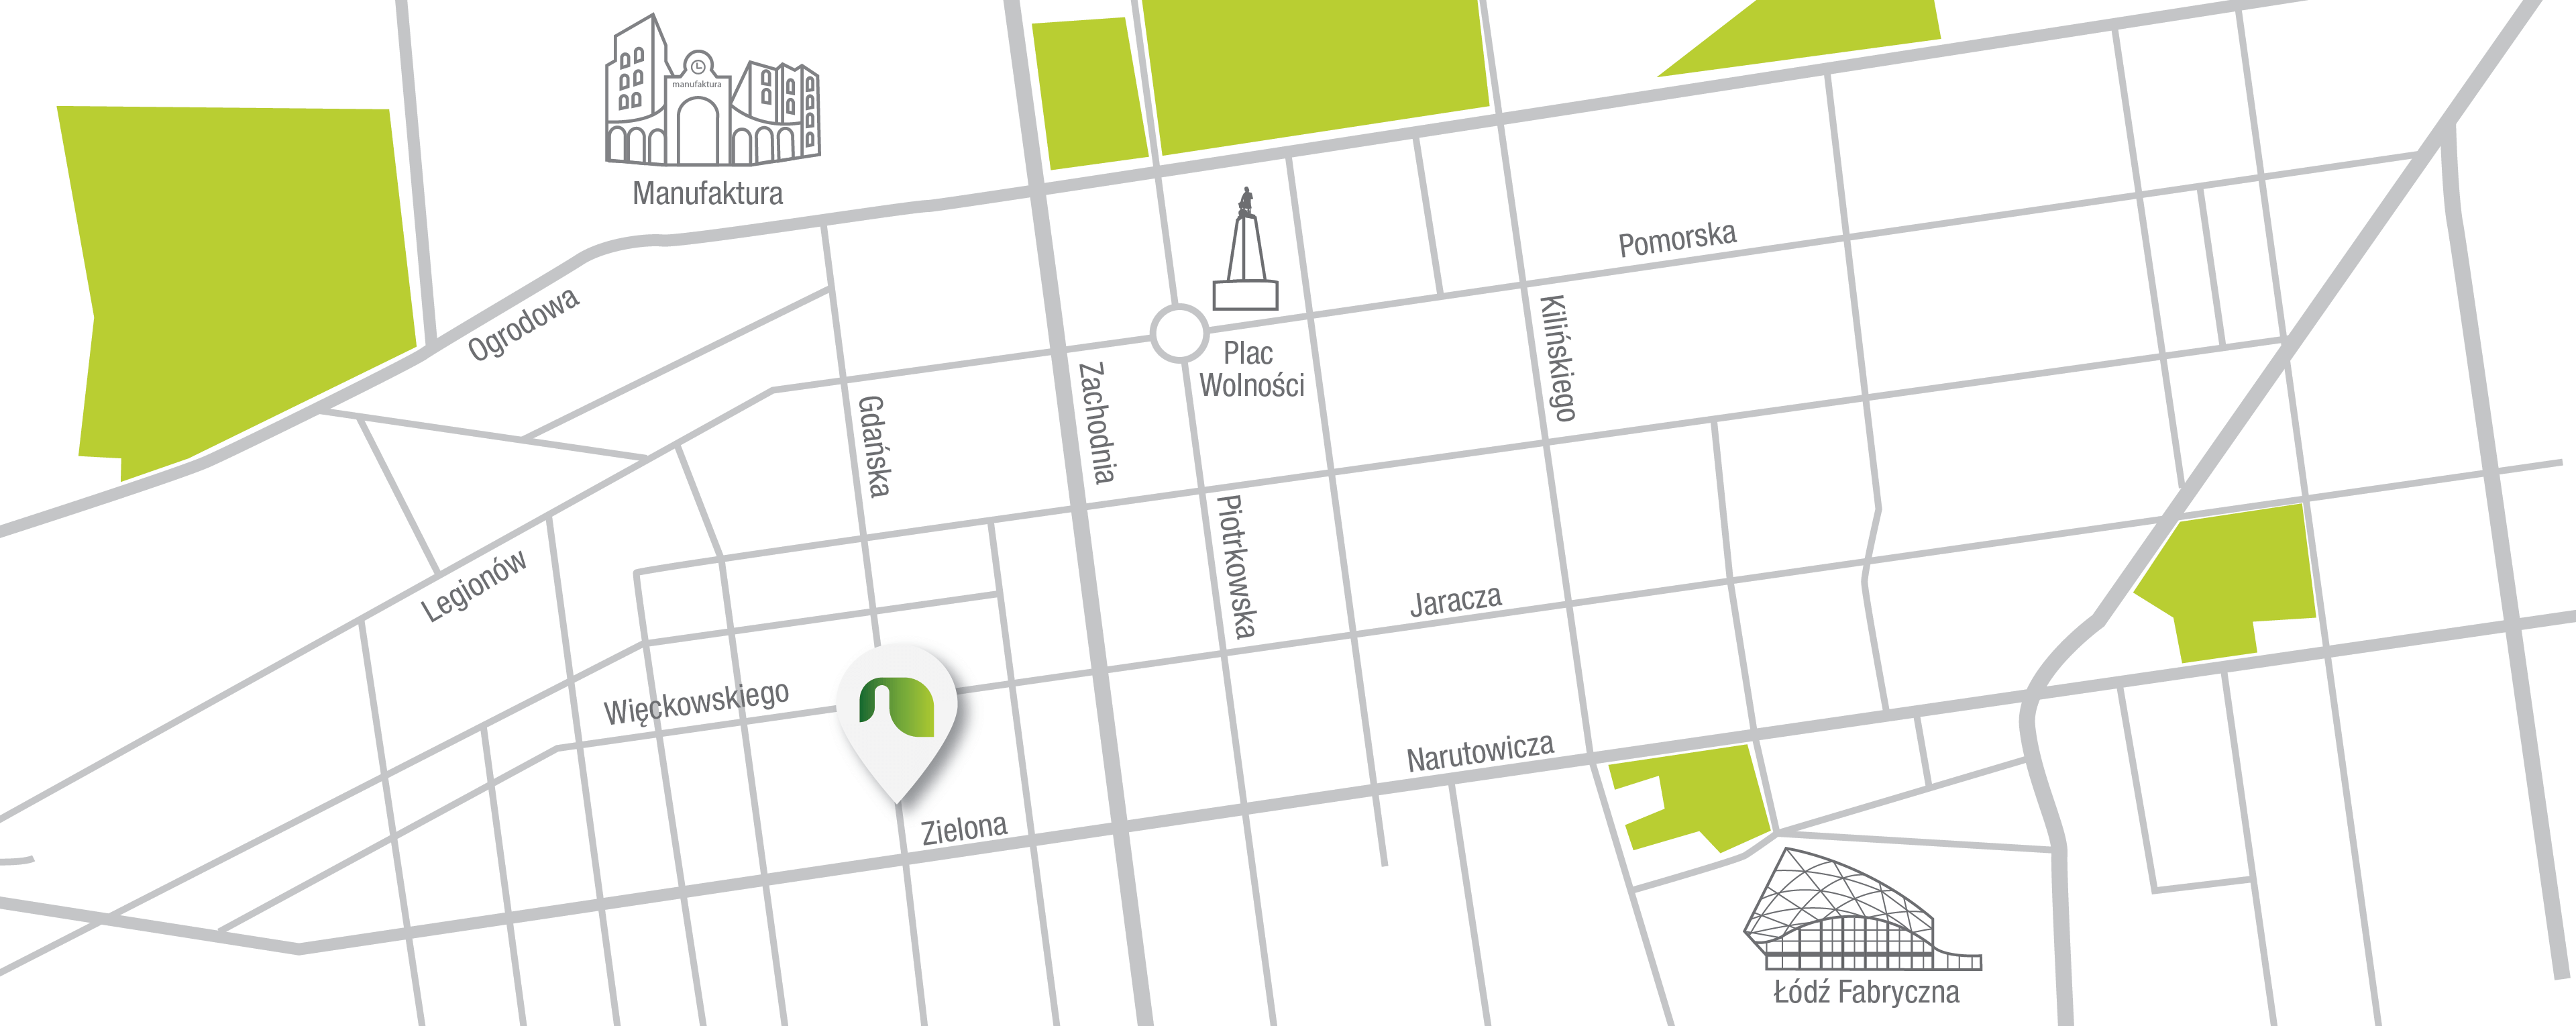 manufaktura
Manufaktura
Pomorska
Ogrodowa
Kilińskiego
Plac
Wolności
Zachodnia
Gdańska
Piotrkowska
Legionów
Jaracza
Więckowskiego
Narutowicza
Zielona
Łódź Fabryczna